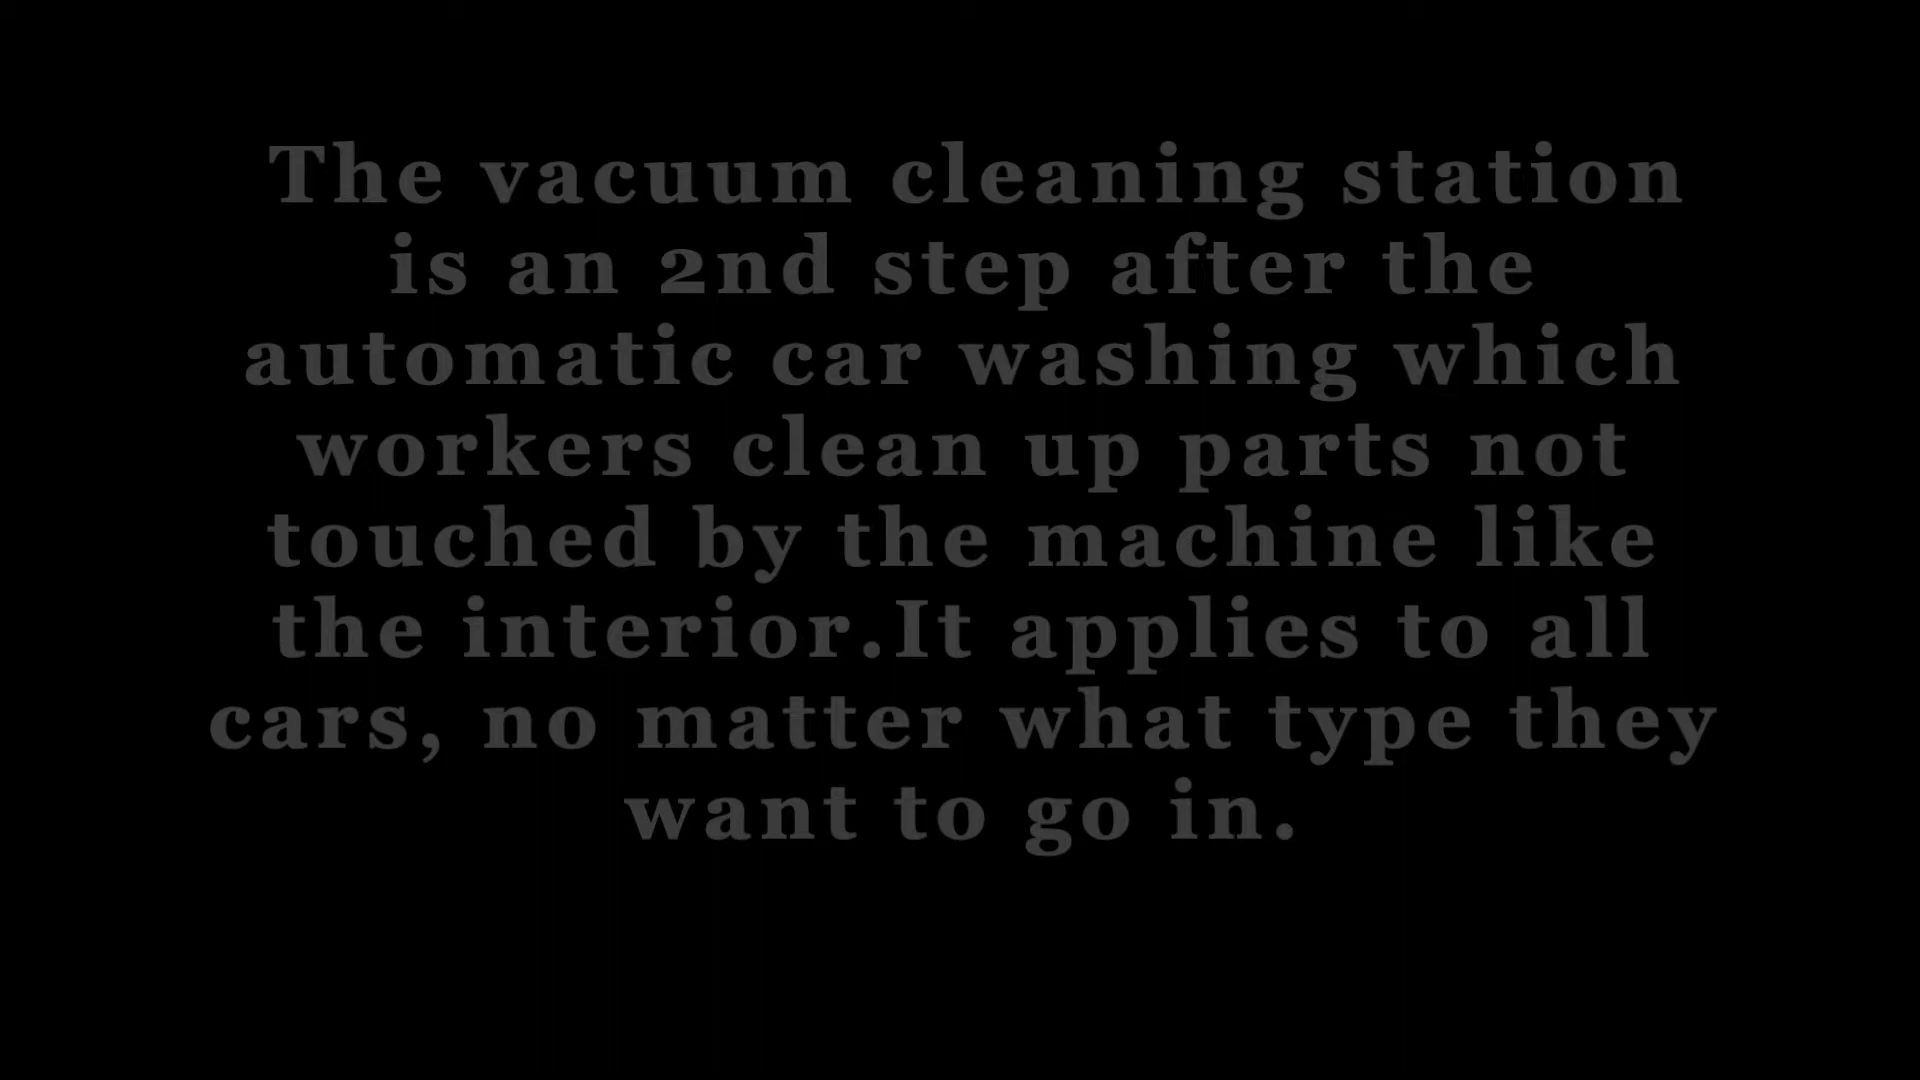 The vacuum cleaning station
is an 2nd step after the
automatic car washing which
workers clean up parts not
touched by the machine like
the interior.It applies to all
cars, no matter what type they
want to go in.